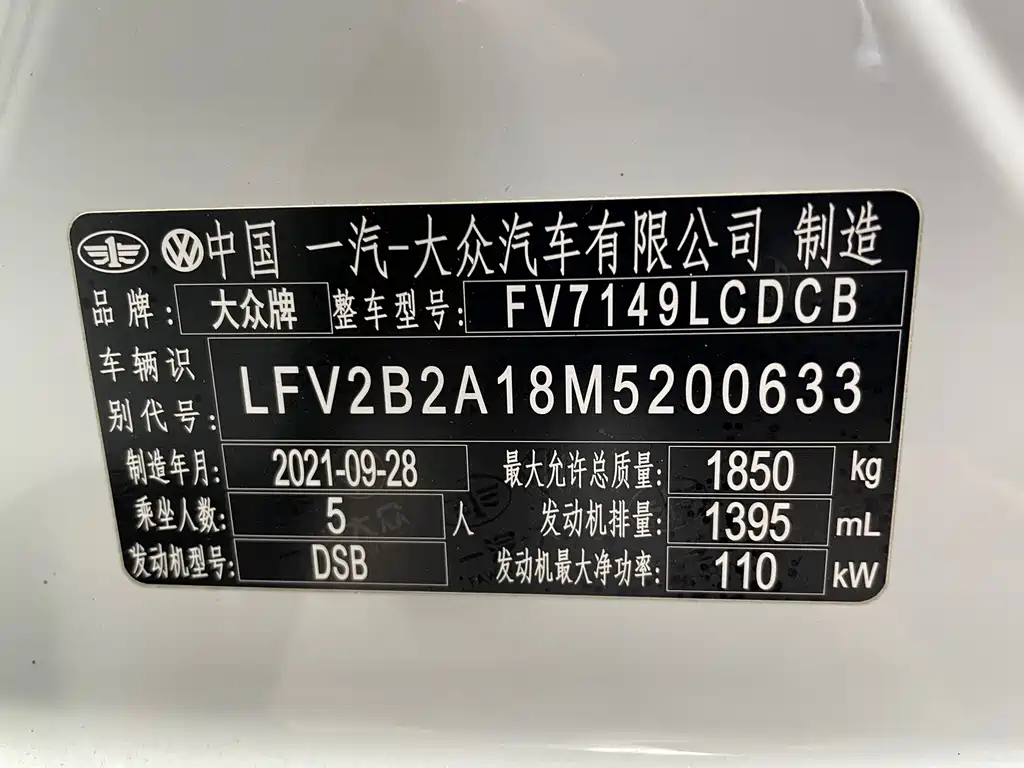 中国 一汽-大众汽车有限公司 制造
品牌: 大众牌 整车型号: FV7149LCDCB
车辆识别代号: LFV2B2A18M5200633
制造年月: 2021-09-28 最大允许总质量: 1850 kg
乘坐人数: 5 人 发动机排量: 1395 mL
发动机型号: DSB 发动机最大净功率: 110 kW